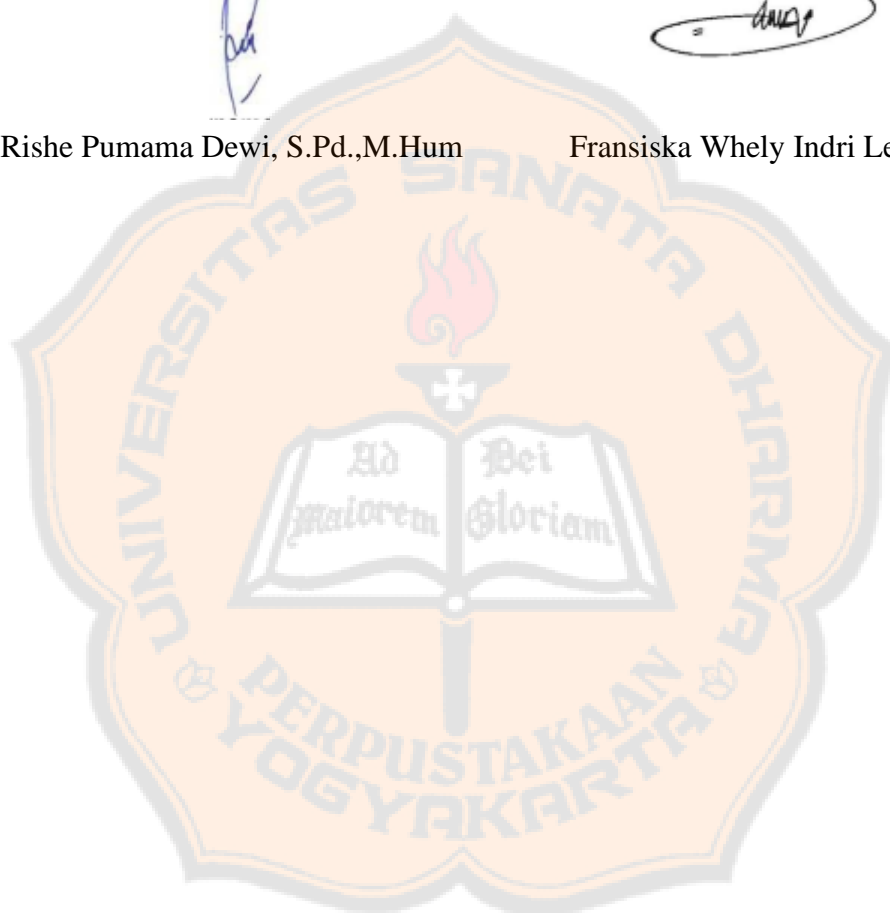 Rishe Pumama Dewi, S.Pd.,M.Hum Fransiska Whely Indri Le
UNIVERSITAS SANATA DHARMA
Ad Dei
maiorem Gloriam
PERPUSTAKAAN
YOGYAKARTA